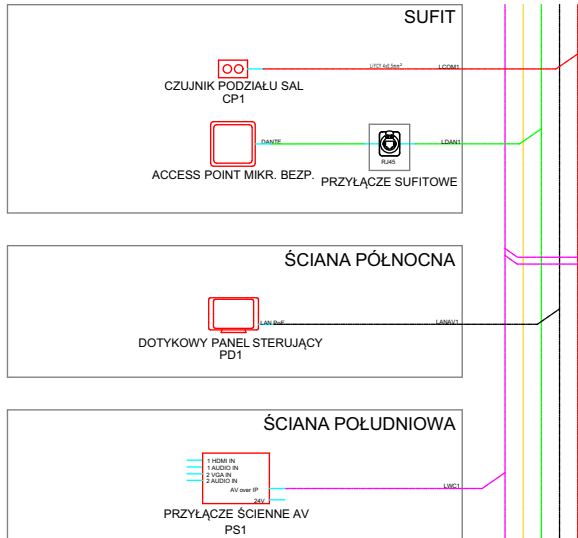 SUFIT
LiYCY 4x0.5mm²
LCOM1
CZUJNIK PODZIAŁU SAL
CP1
DANTE
LDAN1
RJ45
ACCESS POINT MIKR. BEZP.
PRZYŁĄCZE SUFITOWE
ŚCIANA PÓŁNOCNA
LAN PoE
LANAV1
DOTYKOWY PANEL STERUJĄCY
PD1
ŚCIANA POŁUDNIOWA
1 HDMI IN
1 AUDIO IN
2 VGA IN
2 AUDIO IN
AV over IP
LWC1
24V
PRZYŁĄCZE ŚCIENNE AV
PS1